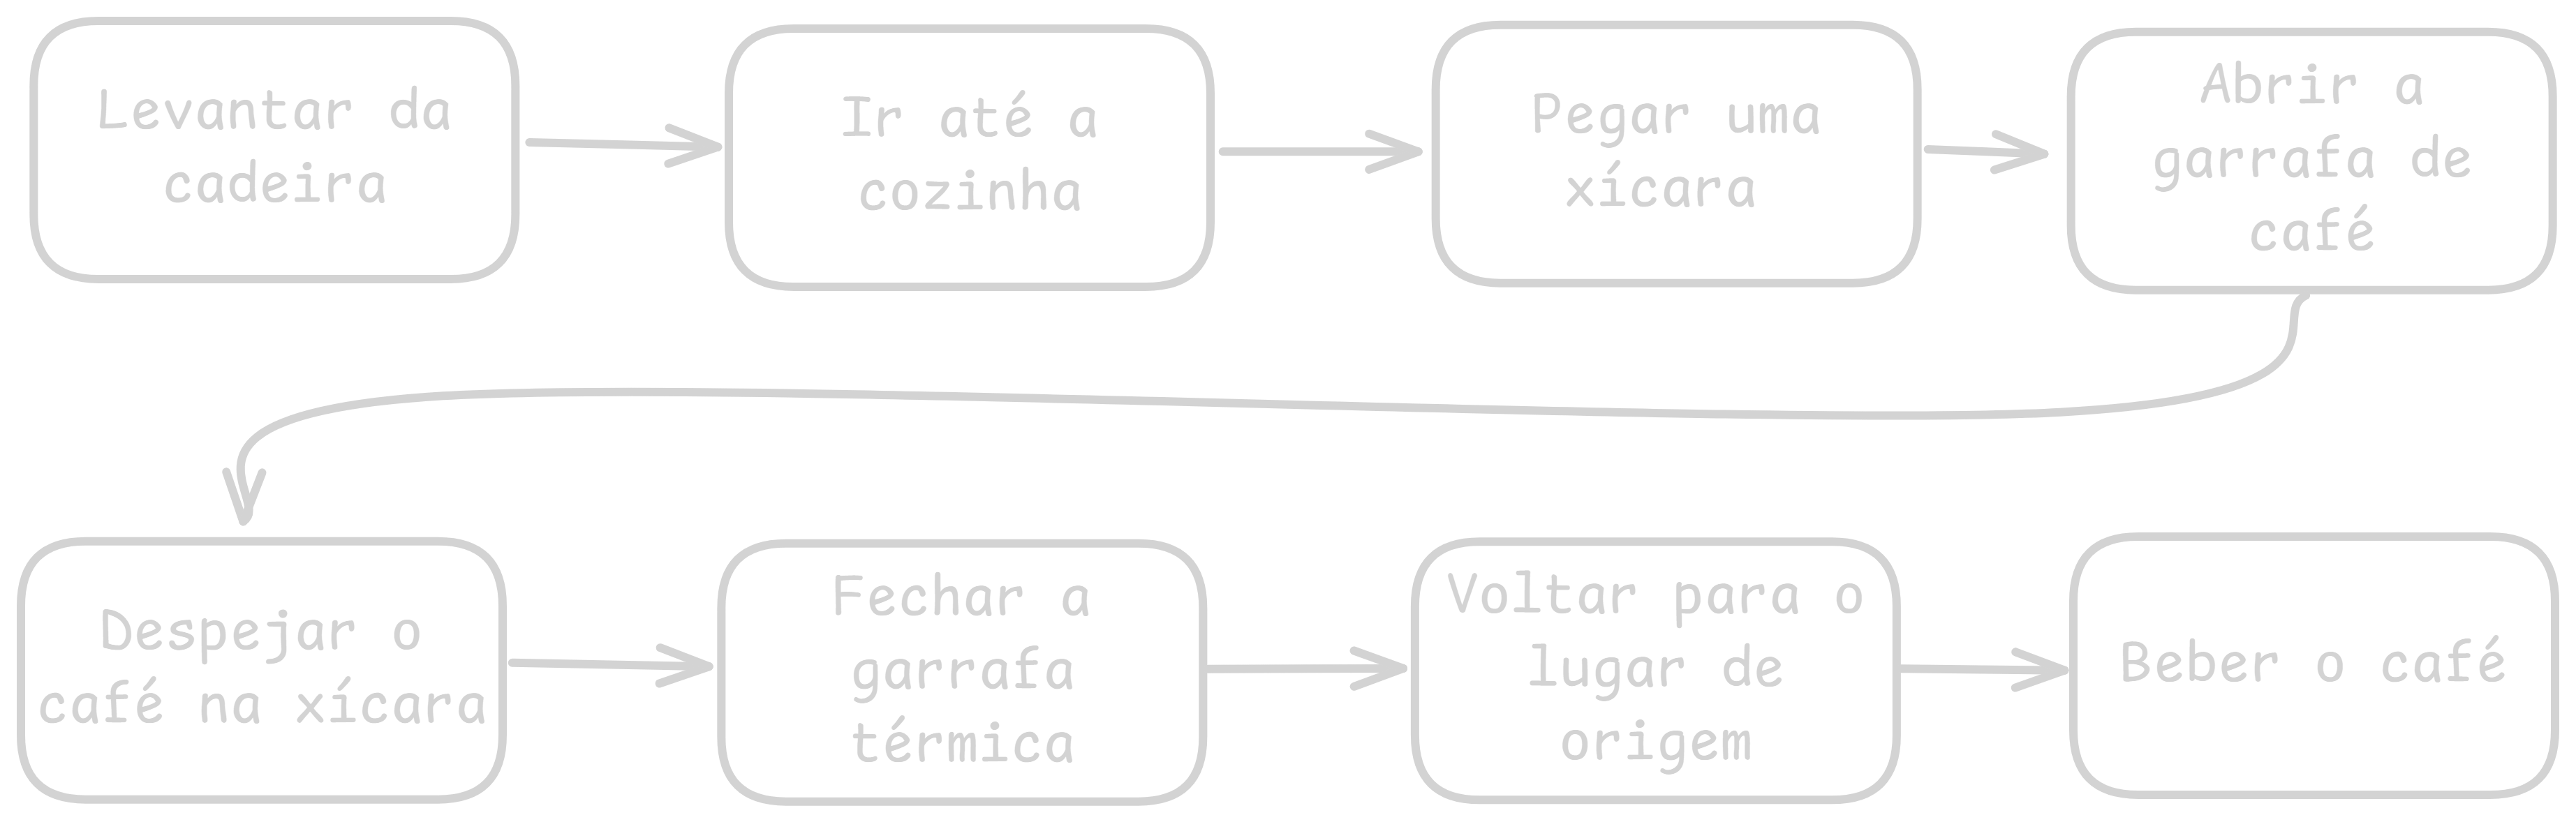 Levantar da
cadeira
Ir até a
cozinha
Pegar uma
xícara
Abrir a
garrafa de
café
Despejar o
café na xícara
Fechar a
garrafa
térmica
Voltar para o
lugar de
origem
Beber o café